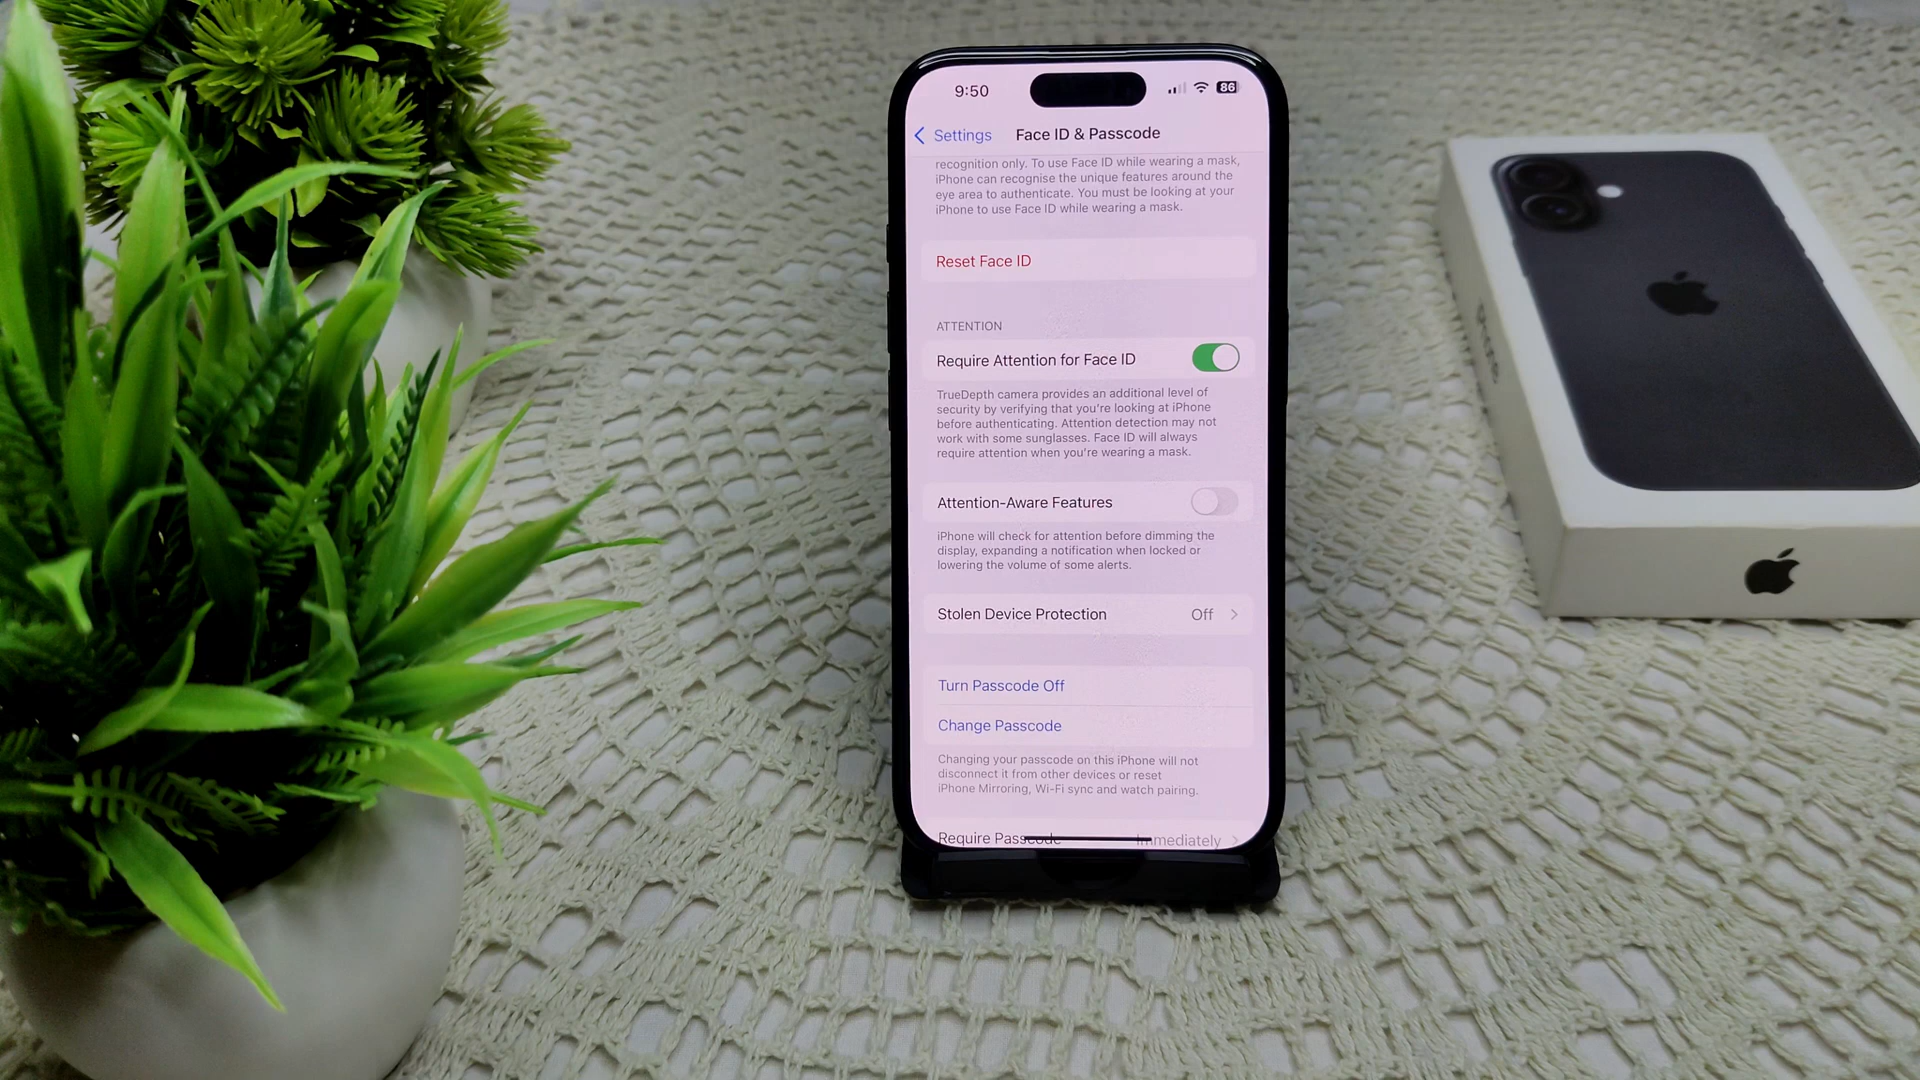 9:50
86
Settings
Face ID & Passcode
recognition only. To use Face ID while wearing a mask,
iPhone can recognise the unique features around the
eye area to authenticate. You must be looking at your
iPhone to use Face ID while wearing a mask.
Reset Face ID
ATTENTION
Require Attention for Face ID
TrueDepth camera provides an additional level of
security by verifying that you're looking at iPhone
before authenticating. Attention detection may not
work with some sunglasses. Face ID will always
require attention when you're wearing a mask.
Attention-Aware Features
iPhone will check for attention before dimming the
display, expanding a notification when locked or
lowering the volume of some alerts.
Stolen Device Protection Off
Turn Passcode Off
Change Passcode
Changing your passcode on this iPhone will not
disconnect it from other devices or reset
iPhone Mirroring, Wi-Fi sync and watch pairing.
Require Passcode Immediately